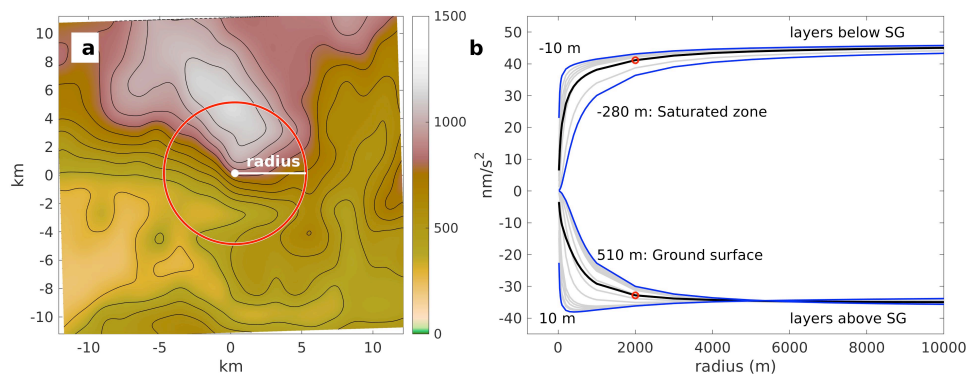 a
10
8
6
4
2
0
-2
-4
-6
-8
-10
km
-10
-5
0
5
10
km
radius
1500
1000
500
0
b
50
40
30
20
10
0
-10
-20
-30
-40
nm/s²
-10 m
layers below SG
-280 m: Saturated zone
510 m: Ground surface
10 m
layers above SG
0
2000
4000
6000
8000
10000
radius (m)